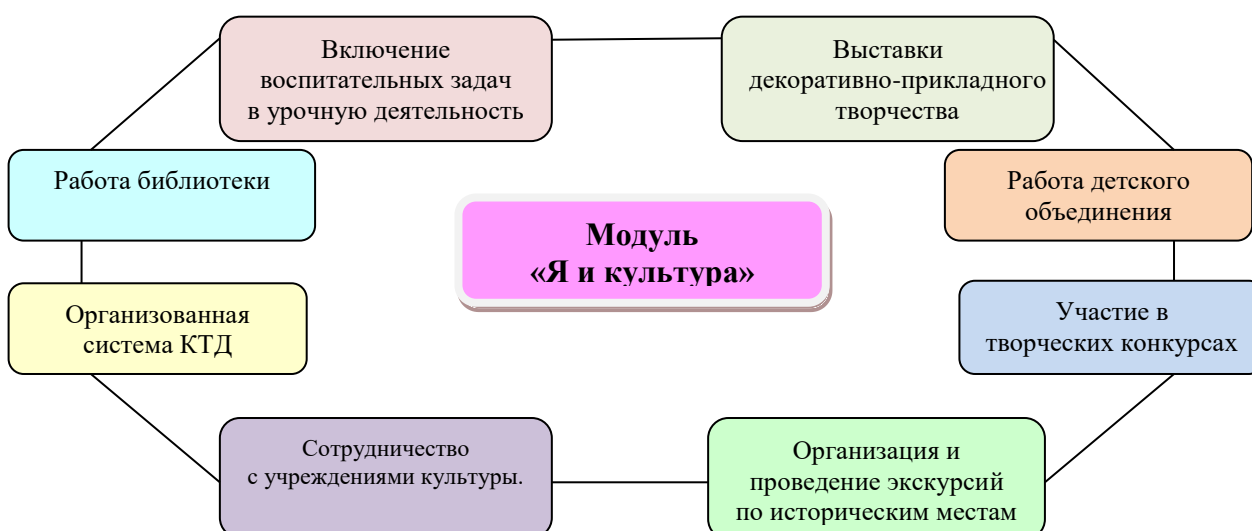 Включение
воспитательных задач
в урочную деятельность
Выставки
декоративно-прикладного
творчества
Работа библиотеки
Работа детского
объединения
Модуль
«Я и культура»
Организованная
система КТД
Участие в
творческих конкурсах
Сотрудничество
с учреждениями культуры.
Организация и
проведение экскурсий
по историческим местам